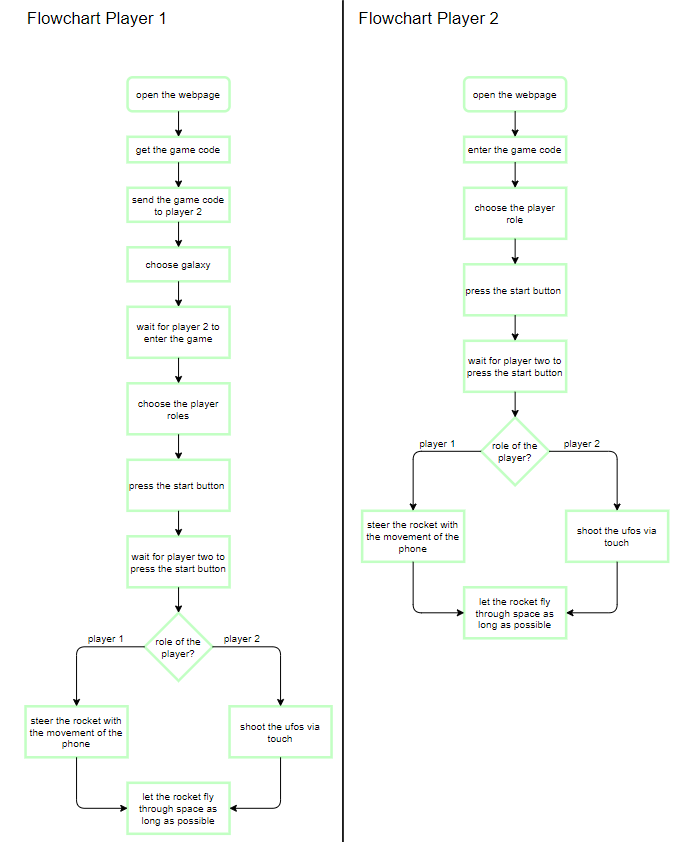 Flowchart Player 1
open the webpage
get the game code
send the game code
to player 2
choose galaxy
wait for player 2 to
enter the game
choose the player
roles
press the start button
wait for player two to
press the start button
role of the
player?
player 1
player 2
steer the rocket with
the movement of the
phone
shoot the ufos via
touch
let the rocket fly
through space as
long as possible
Flowchart Player 2
open the webpage
enter the game code
choose the player
role
press the start button
wait for player two to
press the start button
role of the
player?
player 1
player 2
steer the rocket with
the movement of the
phone
shoot the ufos via
touch
let the rocket fly
through space as
long as possible